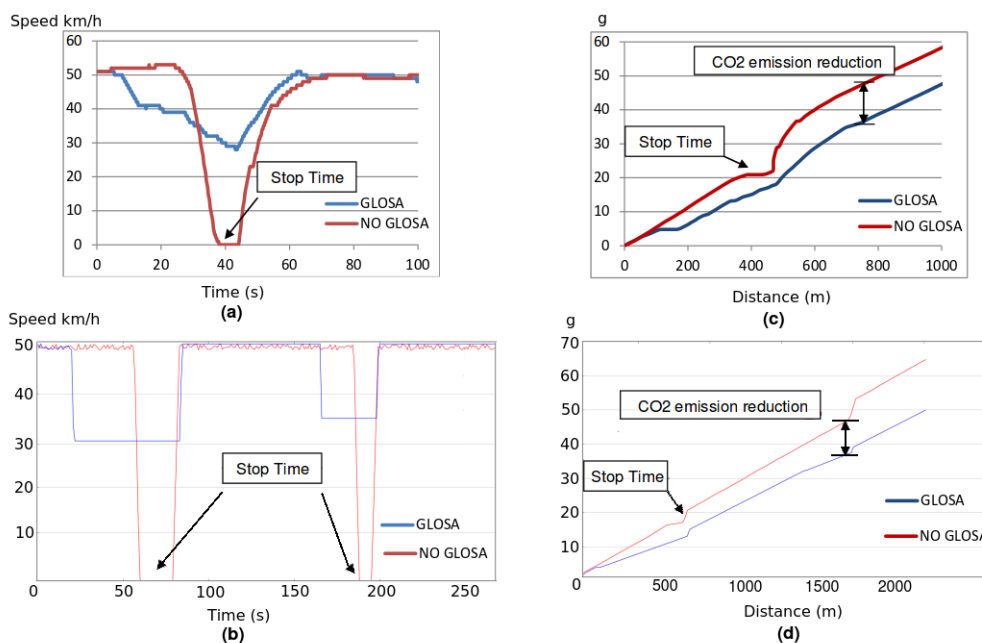 Speed km/h
60
50
40
30
20
10
0
Stop Time
GLOSA
NO GLOSA
0 20 40 60 80 100
Time (s)
(a)
g
60
50
40
30
20
10
0
CO2 emission reduction
Stop Time
GLOSA
NO GLOSA
0 200 400 600 800 1000
Distance (m)
(c)
Speed km/h
50
40
30
20
10
Stop Time
GLOSA
NO GLOSA
0 50 100 150 200 250
Time (s)
(b)
g
70
60
50
40
30
20
10
CO2 emission reduction
Stop Time
GLOSA
NO GLOSA
0 500 1000 1500 2000
Distance (m)
(d)